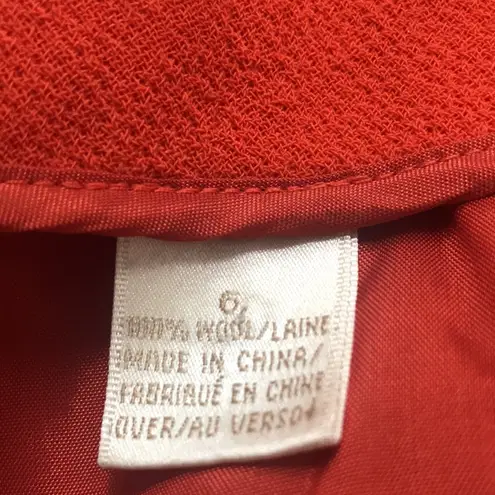 6
100% WOOL/LAINE
MADE IN CHINA/
FABRIQUÉ EN CHINE
OVER/AU VERSO↓